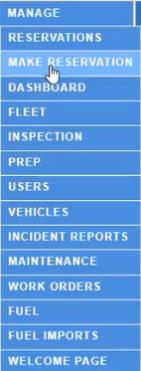 MANAGE
RESERVATIONS
MAKE RESERVATION
DASHBOARD
FLEET
INSPECTION
PREP
USERS
VEHICLES
INCIDENT REPORTS
MAINTENANCE
WORK ORDERS
FUEL
FUEL IMPORTS
WELCOME PAGE